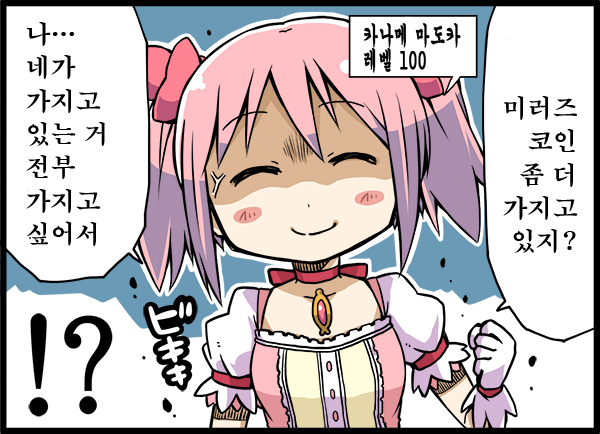 카나메 마도카
레벨 100
미러즈
코인
좀 더
가지고
있지?
나…
네가
가지고
있는 거
전부
가지고
싶어서
ビキキ
!?